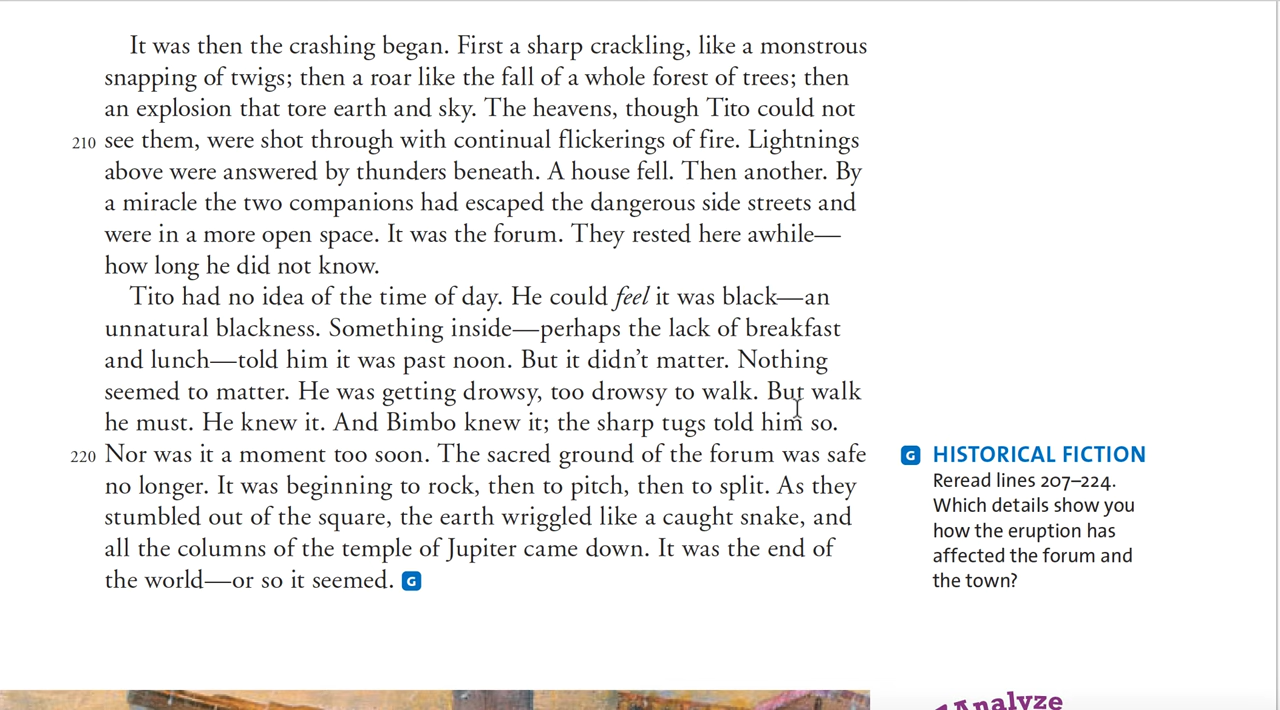 It was then the crashing began. First a sharp crackling, like a monstrous
snapping of twigs; then a roar like the fall of a whole forest of trees; then
an explosion that tore earth and sky. The heavens, though Tito could not
210 see them, were shot through with continual flickerings of fire. Lightnings
above were answered by thunders beneath. A house fell. Then another. By
a miracle the two companions had escaped the dangerous side streets and
were in a more open space. It was the forum. They rested here awhile—
how long he did not know.
Tito had no idea of the time of day. He could feel it was black—an
unnatural blackness. Something inside—perhaps the lack of breakfast
and lunch—told him it was past noon. But it didn't matter. Nothing
seemed to matter. He was getting drowsy, too drowsy to walk. But walk
he must. He knew it. And Bimbo knew it; the sharp tugs told him so.
220 Nor was it a moment too soon. The sacred ground of the forum was safe
no longer. It was beginning to rock, then to pitch, then to split. As they
stumbled out of the square, the earth wriggled like a caught snake, and
all the columns of the temple of Jupiter came down. It was the end of
the world—or so it seemed. G
G HISTORICAL FICTION
Reread lines 207–224.
Which details show you
how the eruption has
affected the forum and
the town?
Analyze